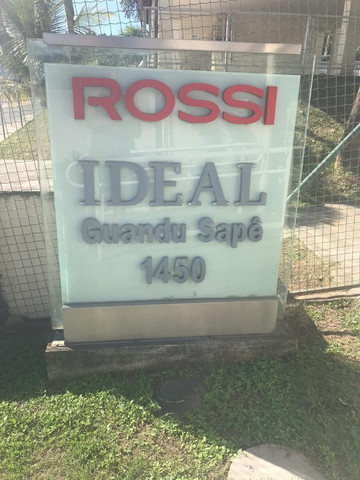 ROSSI
IDEAL
Guandu Sapê
1450